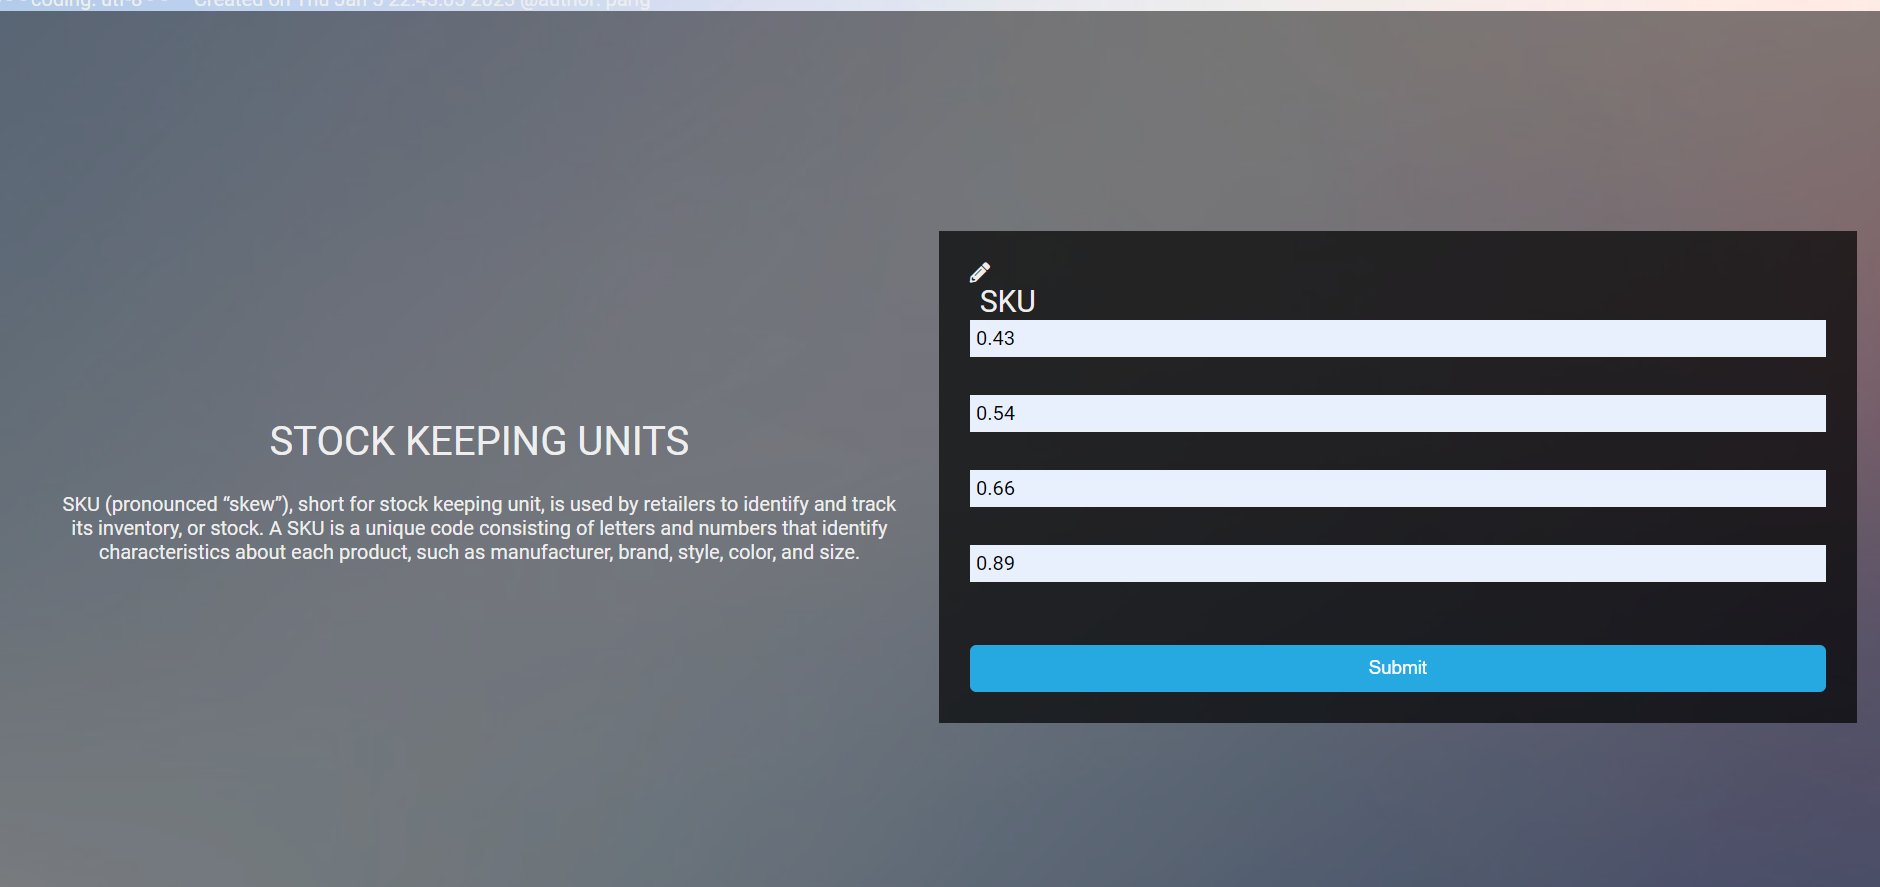 coding: utf-8 Created on Thu Jan 5 22:43:05 2023 @author: pang
STOCK KEEPING UNITS
SKU (pronounced “skew”), short for stock keeping unit, is used by retailers to identify and track
its inventory, or stock. A SKU is a unique code consisting of letters and numbers that identify
characteristics about each product, such as manufacturer, brand, style, color, and size.
SKU
0.43
0.54
0.66
0.89
Submit